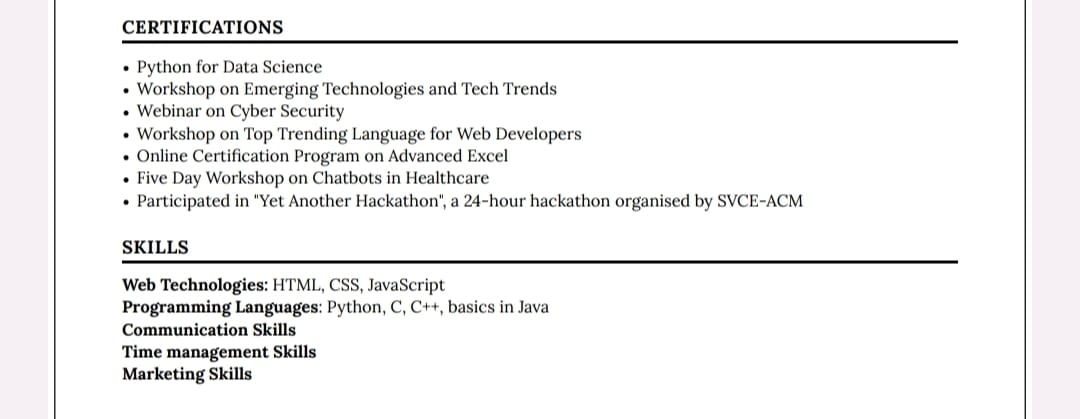 CERTIFICATIONS
• Python for Data Science
• Workshop on Emerging Technologies and Tech Trends
• Webinar on Cyber Security
• Workshop on Top Trending Language for Web Developers
• Online Certification Program on Advanced Excel
• Five Day Workshop on Chatbots in Healthcare
• Participated in "Yet Another Hackathon", a 24-hour hackathon organised by SVCE-ACM
SKILLS
Web Technologies: HTML, CSS, JavaScript
Programming Languages: Python, C, C++, basics in Java
Communication Skills
Time management Skills
Marketing Skills